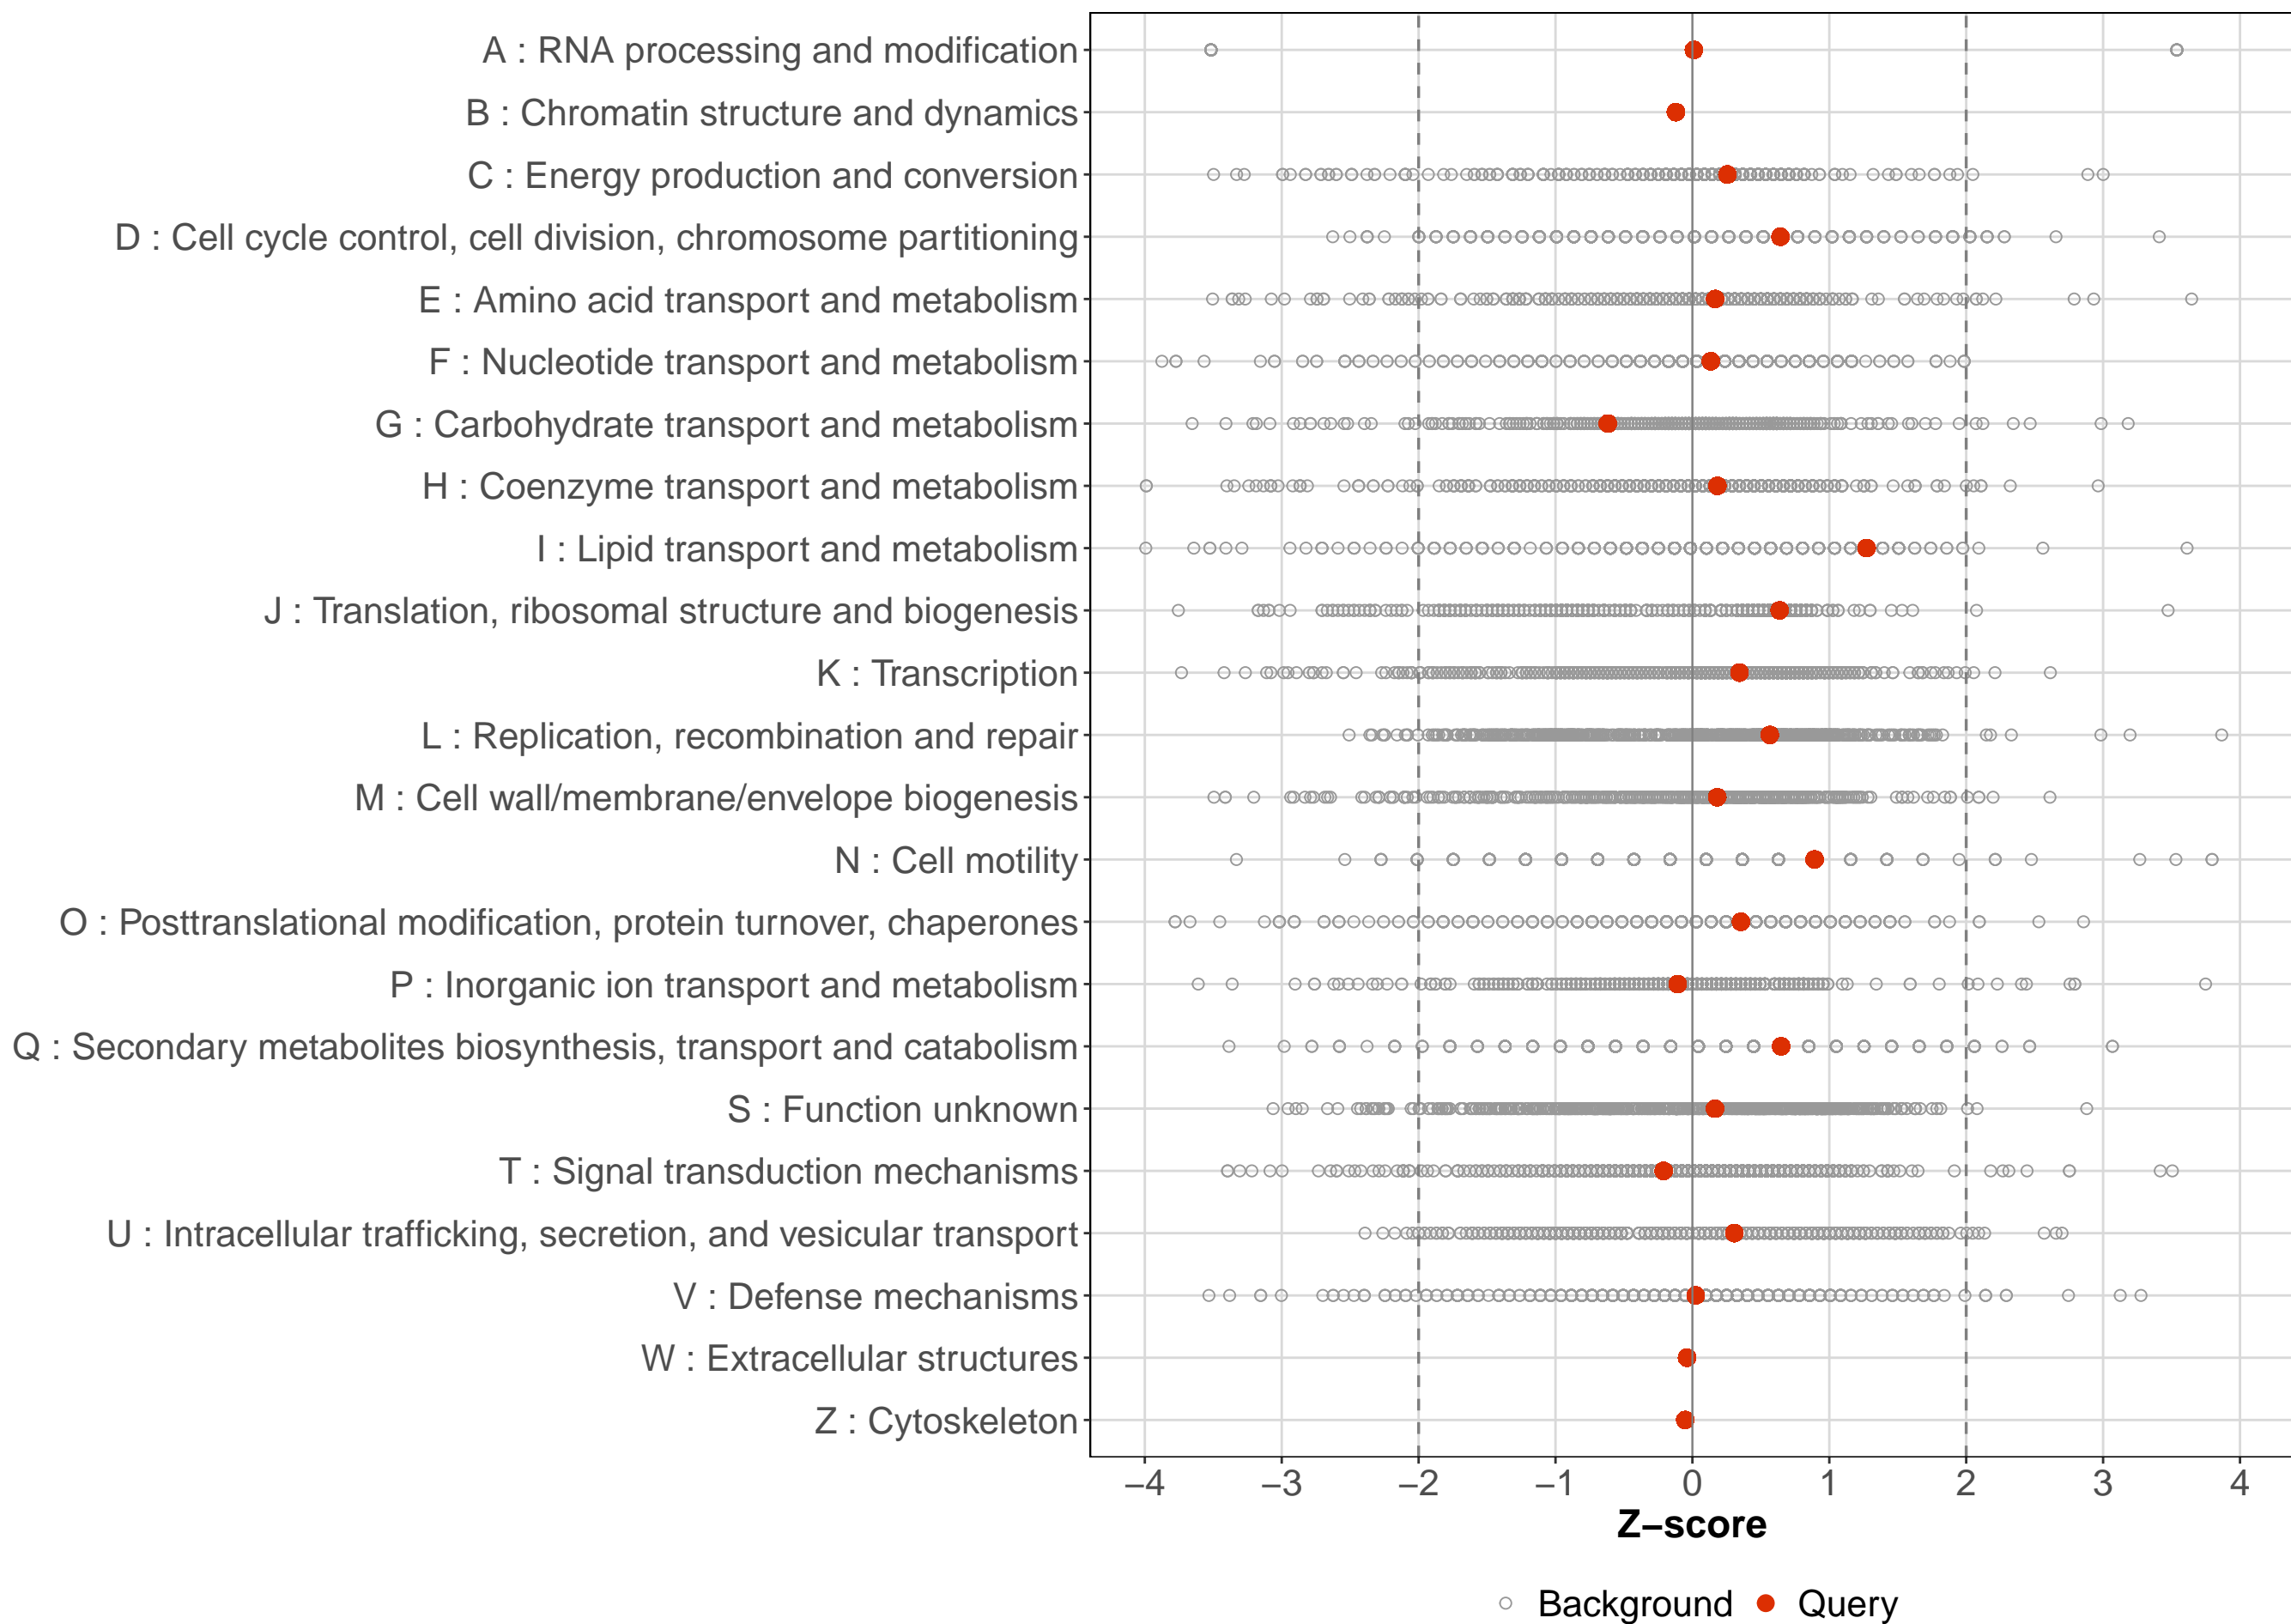 A : RNA processing and modification
B : Chromatin structure and dynamics
C : Energy production and conversion
D : Cell cycle control, cell division, chromosome partitioning
E : Amino acid transport and metabolism
F : Nucleotide transport and metabolism
G : Carbohydrate transport and metabolism
H : Coenzyme transport and metabolism
I : Lipid transport and metabolism
J : Translation, ribosomal structure and biogenesis
K : Transcription
L : Replication, recombination and repair
M : Cell wall/membrane/envelope biogenesis
N : Cell motility
O : Posttranslational modification, protein turnover, chaperones
P : Inorganic ion transport and metabolism
Q : Secondary metabolites biosynthesis, transport and catabolism
S : Function unknown
T : Signal transduction mechanisms
U : Intracellular trafficking, secretion, and vesicular transport
V : Defense mechanisms
W : Extracellular structures
Z : Cytoskeleton
−4 −3 −2 −1 0 1 2 3 4
Z−score
Background Query